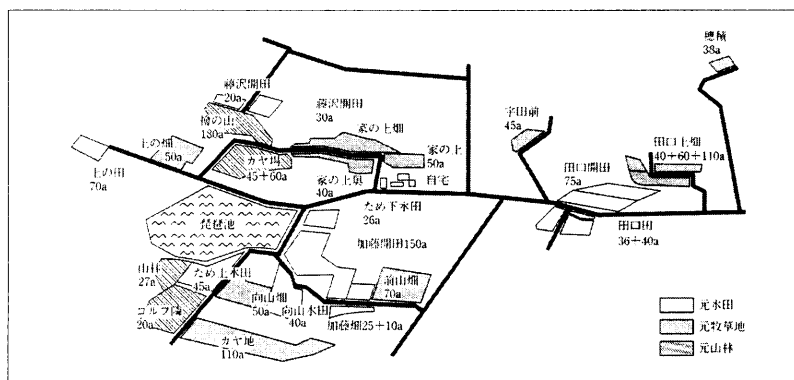 穂積
38a
藤沢開田
20a
藤沢開田
30a
桧の山
180a
家の上畑
家の上
50a
宇田前
45a
田口上畑
40+60+110a
上の畑
50a
上の田
70a
カヤ場
45+60a
家の上奥
40a
自宅
田口開田
75a
ため下水田
26a
琵琶池
加藤開田150a
田口田
36+40a
山林
27a
ため上水田
45a
前山畑
70a
向山畑
50a
向山水田
40a
ゴルフ場
20a
加藤畑25+10a
カヤ地
110a
元水田
元牧草地
元山林